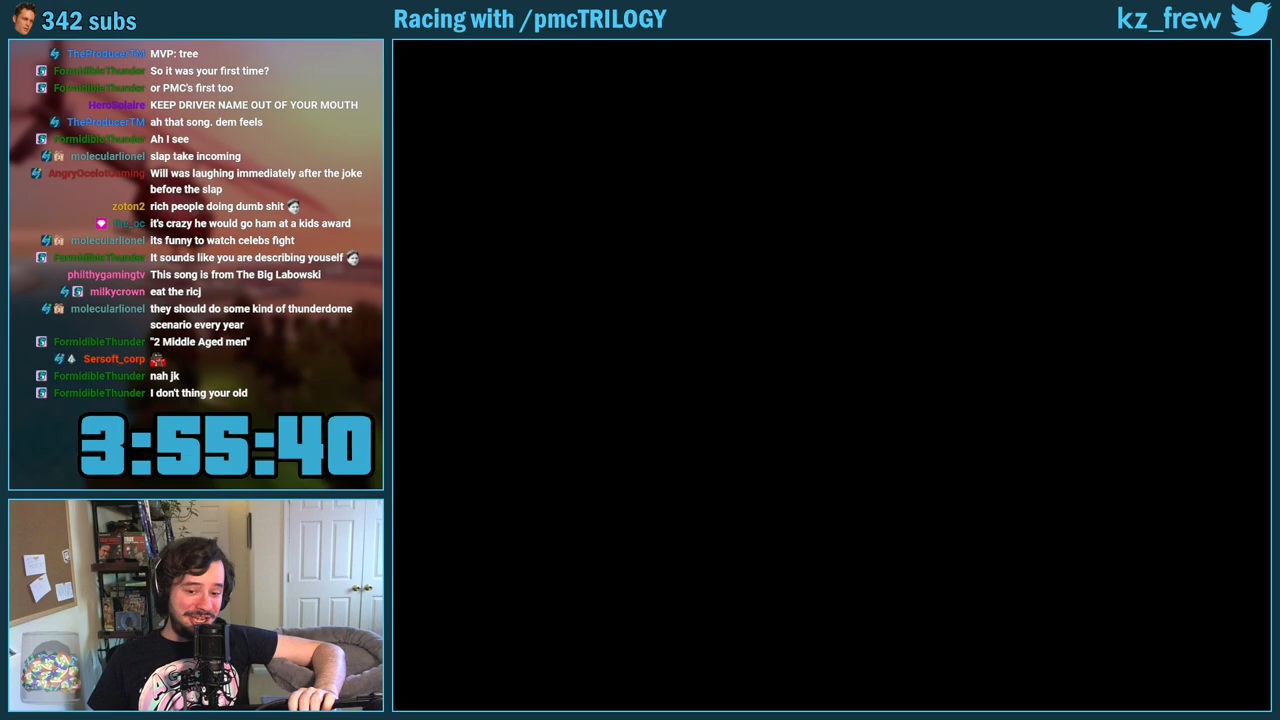 342 subs
Racing with /pmcTRILOGY
kz_frew
TheProducerTM MVP: tree
FormidibleThunder So it was your first time?
FormidibleThunder or PMC's first too
HeroSolaire KEEP DRIVER NAME OUT OF YOUR MOUTH
TheProducerTM ah that song. dem feels
FormidibleThunder Ah I see
molecularlionel slap take incoming
AngryOcelotGaming Will was laughing immediately after the joke
before the slap
zoton2 rich people doing dumb shit
it's crazy he would go ham at a kids award
molecularlionel Its funny to watch celebs fight
FormidibleThunder It sounds like you are describing youself
philthygamingtv This song is from The Big Labowski
milkycrown eat the ricj
molecularlionel they should do some kind of thunderdome
scenario every year
FormidibleThunder "2 Middle Aged men"
Sersoft_corp
FormidibleThunder nah jk
FormidibleThunder I don't thing your old
3:55:40